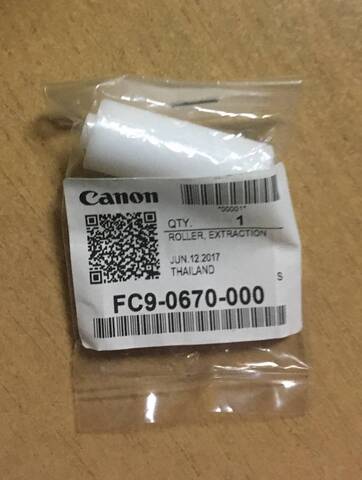 Canon
*00001*
QTY. 1
ROLLER, EXTRACTION
JUN.12.2017
THAILAND
S
FC9-0670-000